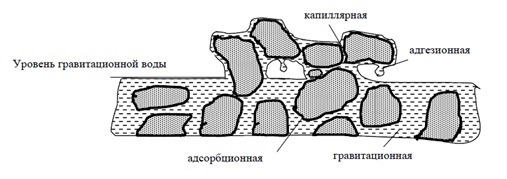 капиллярная
адгезионная
Уровень гравитационной воды
адсорбционная
гравитационная